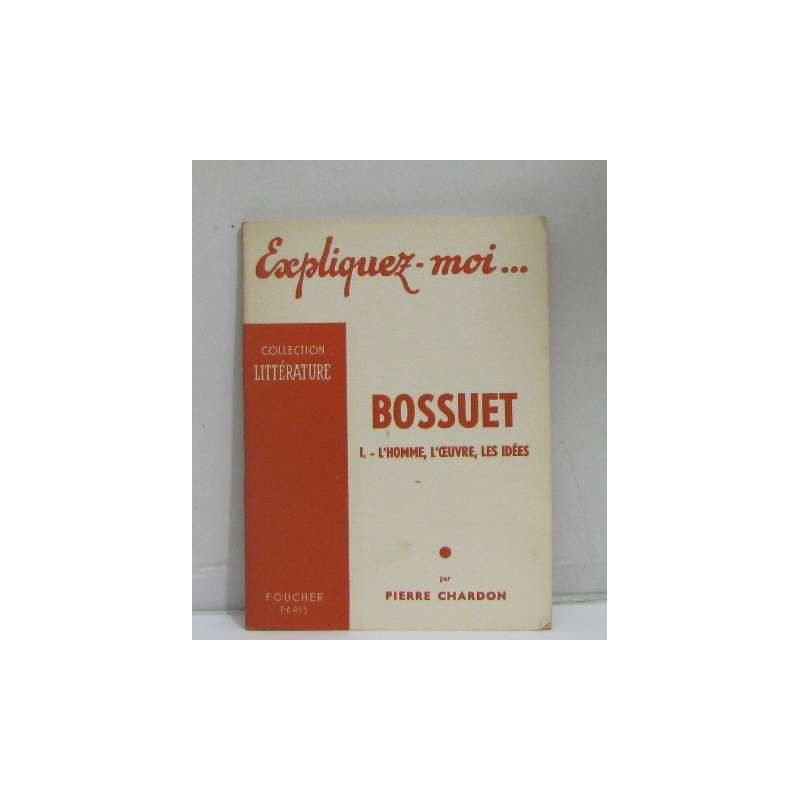 Expliquez-moi...
COLLECTION
LITTÉRATURE
BOSSUET
I. - L'HOMME, L'ŒUVRE, LES IDÉES
par
PIERRE CHARDON
FOUCHER
PARIS